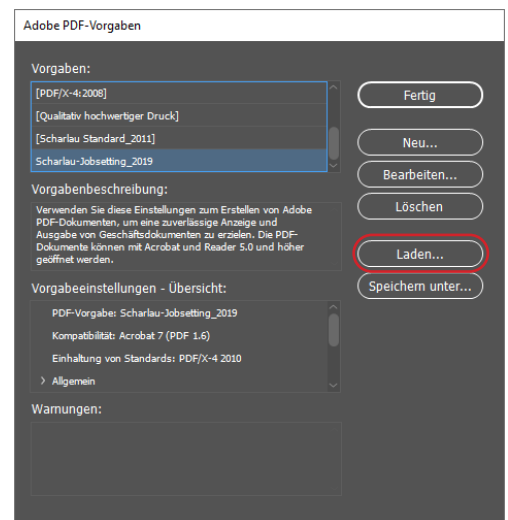 Adobe PDF-Vorgaben
Vorgaben:
[PDF/X-4:2008]
[Qualitativ hochwertiger Druck]
[Scharlau Standard_2011]
Scharlau-Jobsetting_2019
Fertig
Neu...
Bearbeiten...
Löschen
Laden...
Speichern unter...
Vorgabenbeschreibung:
Verwenden Sie diese Einstellungen zum Erstellen von Adobe
PDF-Dokumenten, um eine zuverlässige Anzeige und
Ausgabe von Geschäftsdokumenten zu erzielen. Die PDF-
Dokumente können mit Acrobat und Reader 5.0 und höher
geöffnet werden.
Vorgabeeinstellungen - Übersicht:
PDF-Vorgabe: Scharlau-Jobsetting_2019
Kompatibilität: Acrobat 7 (PDF 1.6)
Einhaltung von Standards: PDF/X-4 2010
> Allgemein
Warnungen: